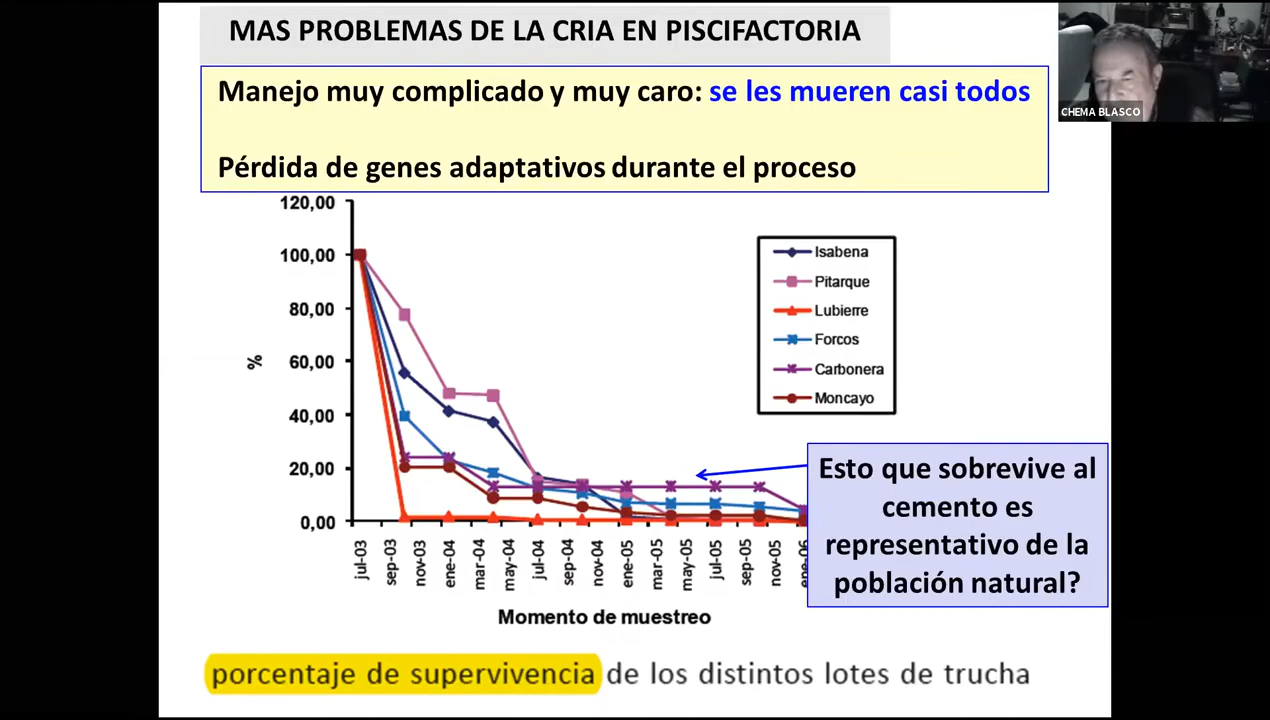 MAS PROBLEMAS DE LA CRIA EN PISCIFACTORIA
CHEMA BLASCO
Manejo muy complicado y muy caro: se les mueren casi todos
Pérdida de genes adaptativos durante el proceso
120,00
100,00
80,00
60,00
40,00
20,00
0,00
%
Isabena
Pitarque
Lubierre
Forcos
Carbonera
Moncayo
Esto que sobrevive al
cemento es
representativo de la
población natural?
jul-03
sep-03
nov-03
ene-04
mar-04
may-04
jul-04
sep-04
nov-04
ene-05
mar-05
may-05
jul-05
sep-05
nov-05
ene-06
Momento de muestreo
porcentaje de supervivencia de los distintos lotes de trucha